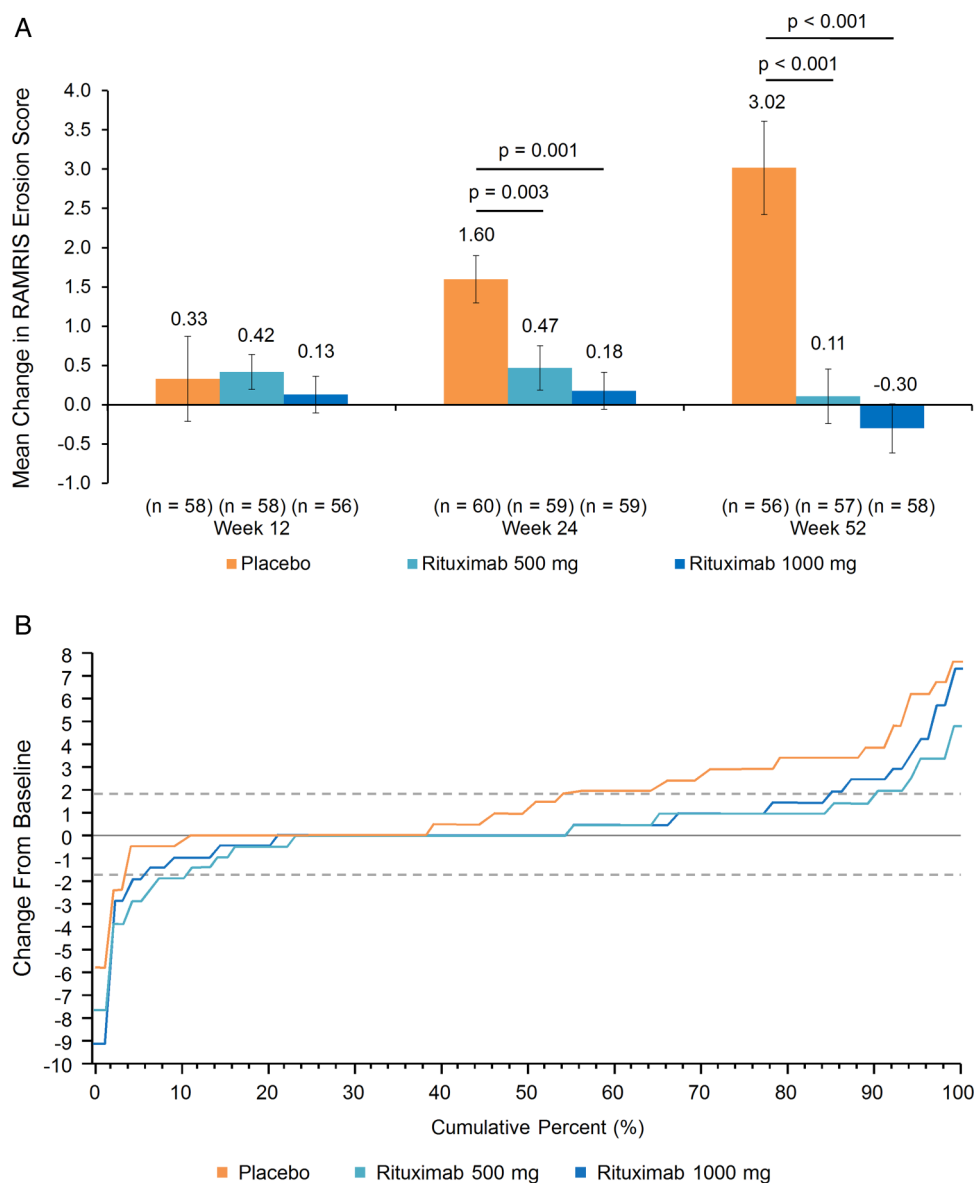 A
p < 0.001
p < 0.001
3.02
p = 0.001
p = 0.003
1.60
0.33
0.42
0.13
0.47
0.18
0.11
-0.30
Mean Change in RAMRIS Erosion Score
4.0
3.5
3.0
2.5
2.0
1.5
1.0
0.5
0.0
-0.5
-1.0
(n = 58) (n = 58) (n = 56) (n = 60) (n = 59) (n = 59) (n = 56) (n = 57) (n = 58)
Week 12 Week 24 Week 52
Placebo Rituximab 500 mg Rituximab 1000 mg
B
Change From Baseline
8
7
6
5
4
3
2
1
0
-1
-2
-3
-4
-5
-6
-7
-8
-9
-10
0 10 20 30 40 50 60 70 80 90 100
Cumulative Percent (%)
Placebo Rituximab 500 mg Rituximab 1000 mg